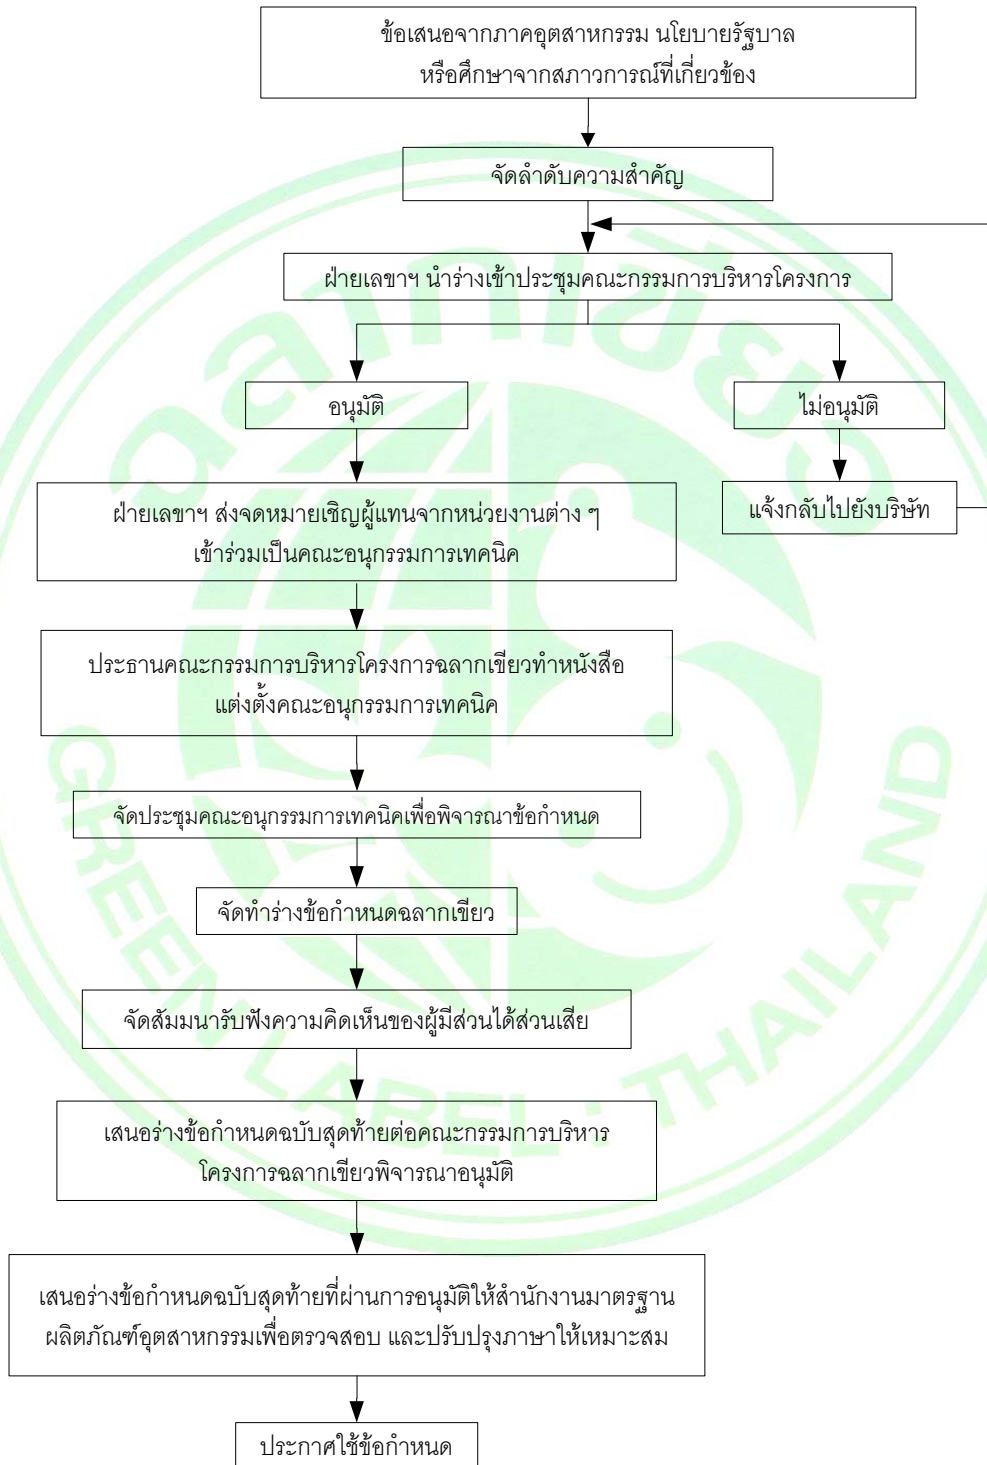 ข้อเสนอจากภาคอุตสาหกรรม นโยบายรัฐบาล
หรือศึกษาจากสภาวการณ์ที่เกี่ยวข้อง
จัดลำดับความสำคัญ
ฝ่ายเลขาฯ นำร่างเข้าประชุมคณะกรรมการบริหารโครงการ
อนุมัติ
ไม่อนุมัติ
แจ้งกลับไปยังบริษัท
ฝ่ายเลขาฯ ส่งจดหมายเชิญผู้แทนจากหน่วยงานต่าง ๆ
เข้าร่วมเป็นคณะอนุกรรมการเทคนิค
ประธานคณะกรรมการบริหารโครงการฉลากเขียวทำหนังสือ
แต่งตั้งคณะอนุกรรมการเทคนิค
จัดประชุมคณะอนุกรรมการเทคนิคเพื่อพิจารณาข้อกำหนด
จัดทำร่างข้อกำหนดฉลากเขียว
จัดสัมมนารับฟังความคิดเห็นของผู้มีส่วนได้ส่วนเสีย
เสนอร่างข้อกำหนดฉบับสุดท้ายต่อคณะกรรมการบริหาร
โครงการฉลากเขียวพิจารณาอนุมัติ
เสนอร่างข้อกำหนดฉบับสุดท้ายที่ผ่านการอนุมัติให้สำนักงานมาตรฐาน
ผลิตภัณฑ์อุตสาหกรรมเพื่อตรวจสอบ และปรับปรุงภาษาให้เหมาะสม
ประกาศใช้ข้อกำหนด
ฉลากเขียว
GREEN LABEL : THAILAND